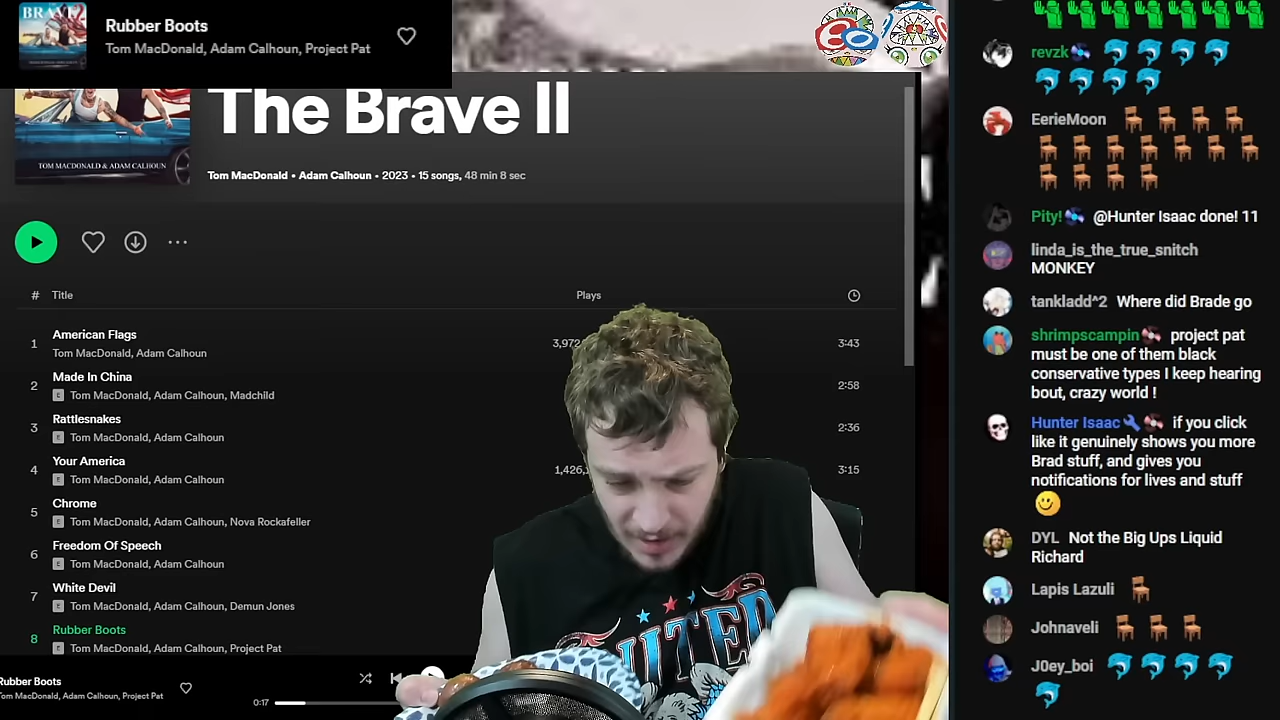 BRAVE
Rubber Boots
Tom MacDonald, Adam Calhoun, Project Pat
The Brave II
TOM MACDONALD & ADAM CALHOUN
Tom MacDonald • Adam Calhoun • 2023 • 15 songs, 48 min 8 sec
# Title Plays
1 American Flags 3,972 3:43
Tom MacDonald, Adam Calhoun
2 Made In China 2:58
E Tom MacDonald, Adam Calhoun, Madchild
3 Rattlesnakes 2:36
E Tom MacDonald, Adam Calhoun
4 Your America 1,426, 3:15
E Tom MacDonald, Adam Calhoun
5 Chrome
E Tom MacDonald, Adam Calhoun, Nova Rockafeller
6 Freedom Of Speech
E Tom MacDonald, Adam Calhoun
7 White Devil
E Tom MacDonald, Adam Calhoun, Demun Jones
8 Rubber Boots
E Tom MacDonald, Adam Calhoun, Project Pat
Rubber Boots
Tom MacDonald, Adam Calhoun, Project Pat
0:17
UNITED
revzk
EerieMoon
Pity! @Hunter Isaac done! 11
linda_is_the_true_snitch
MONKEY
tankladd^2 Where did Brade go
shrimpscampin project pat
must be one of them black
conservative types I keep hearing
bout, crazy world !
Hunter Isaac if you click
like it genuinely shows you more
Brad stuff, and gives you
notifications for lives and stuff
DYL Not the Big Ups Liquid
Richard
Lapis Lazuli
Johnaveli
J0ey_boi